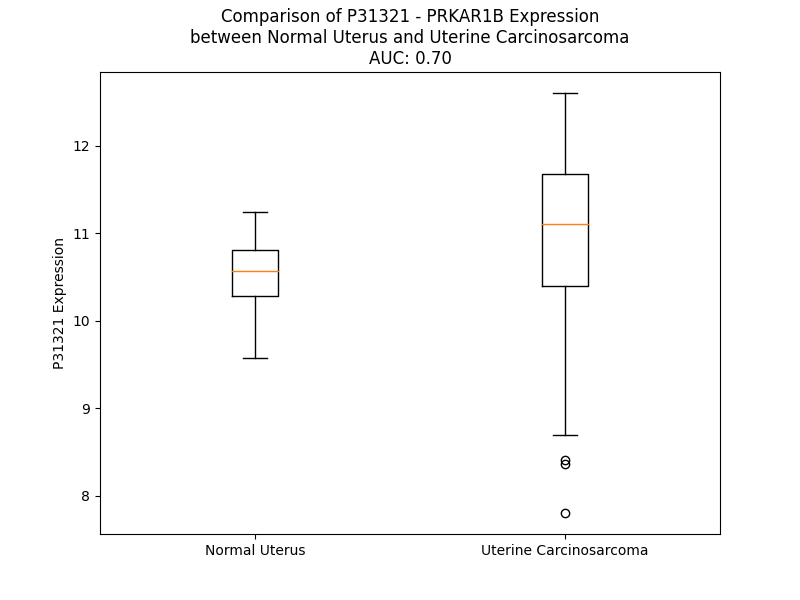 Comparison of P31321 - PRKAR1B Expression
between Normal Uterus and Uterine Carcinosarcoma
AUC: 0.70
P31321 Expression
12
11
10
9
8
Normal Uterus
Uterine Carcinosarcoma